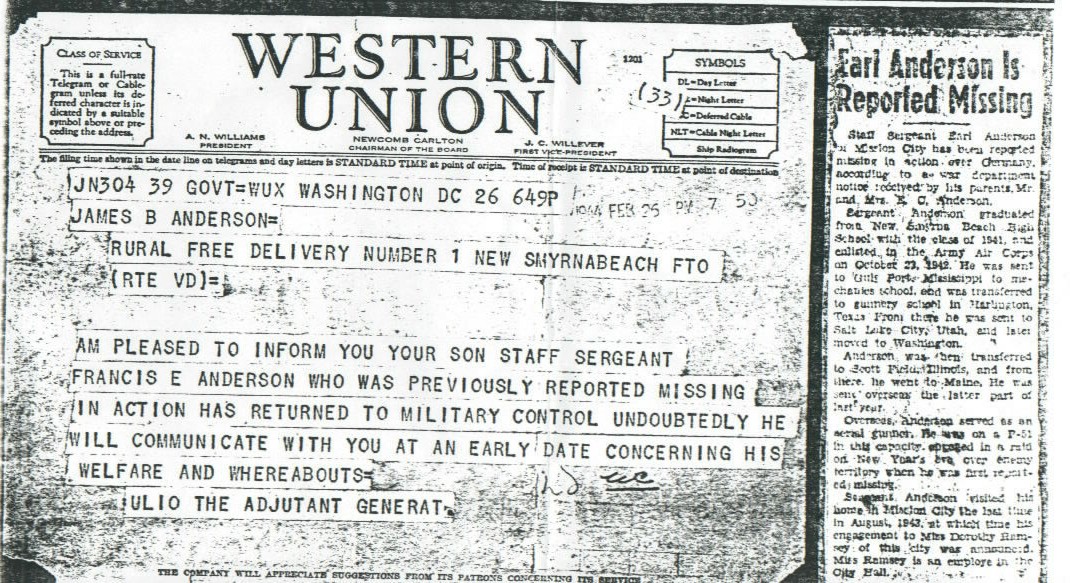 CLASS OF SERVICE
This is a full-rate
Telegram or Cable-
gram unless its de-
ferred character is in-
dicated by a suitable
symbol above or pre-
ceding the address.
WESTERN
UNION
1201
(33)
A. N. WILLIAMS
PRESIDENT
NEWCOMB CARLTON
CHAIRMAN OF THE BOARD
J. C. WILLEVER
FIRST VICE-PRESIDENT
SYMBOLS
DL=Day Letter
=Night Letter
LC=Deferred Cable
NLT=Cable Night Letter
Ship Radiogram
The filing time shown in the date line on telegrams and day letters is STANDARD TIME at point of origin. Time of receipt is STANDARD TIME at point of destination
JN304 39 GOVT=WUX WASHINGTON DC 26 649P
1944 FEB 25 PM 7 50
JAMES B ANDERSON=
RURAL FREE DELIVERY NUMBER 1 NEW SMYRNABEACH FTO
(RTE VD)=
AM PLEASED TO INFORM YOU YOUR SON STAFF SERGEANT
FRANCIS E ANDERSON WHO WAS PREVIOUSLY REPORTED MISSING
IN ACTION HAS RETURNED TO MILITARY CONTROL UNDOUBTEDLY HE
WILL COMMUNICATE WITH YOU AT AN EARLY DATE CONCERNING HIS
WELFARE AND WHEREABOUTS=
ULIO THE ADJUTANT GENERAT.
THE COMPANY WILL APPRECIATE SUGGESTIONS FROM ITS PATRONS CONCERNING ITS SERVICE
Earl Anderson Is
Reported Missing
Staff Sergeant Earl Anderson
of Mission City has been reported
missing in action over Germany,
according to a war department
notice received by his parents, Mr.
and Mrs. E. C. Anderson.
Sergeant Anderson graduated
from New Smyrna Beach High
School with the class of 1941, and
enlisted in the Army Air Corps
on October 23, 1942. He was sent
to Gulf Port, Mississippi to me-
chanics school, and was transferred
to gunnery school in Harlington,
Texas From there he was sent to
Salt Lake City, Utah, and later
moved to Washington.
Anderson was then transferred
to Scott Field, Illinois, and from
there, he went to Maine. He was
sent overseas the latter part of
last year.
Overseas, Anderson served as an
aerial gunner. He was on a
in this capacity, engaged in a raid
on New Year's eve over enemy
territory when he was first report-
ed missing.
Sergeant Anderson visited his
home in Mission City the last time
in August, 1943, at which time his
engagement to Miss Dorothy Ram-
sey of this city was announced.
Miss Ramsey is an employe in the
City Hall.